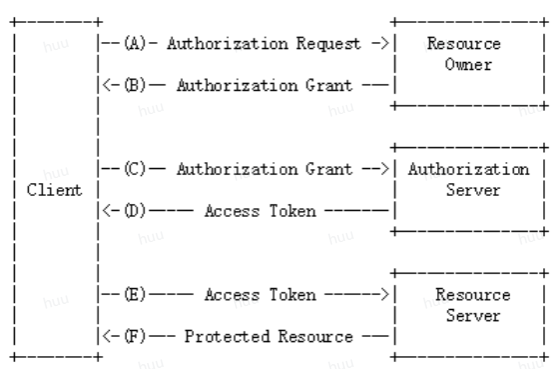 (A) Authorization Request
Resource
Owner
(B) Authorization Grant
(C) Authorization Grant
Authorization
Server
Client
(D) Access Token
(E) Access Token
Resource
Server
(F) Protected Resource
huu
huu
huu
huu
huu
huu
huu
huu
huu
huu
huu
huu